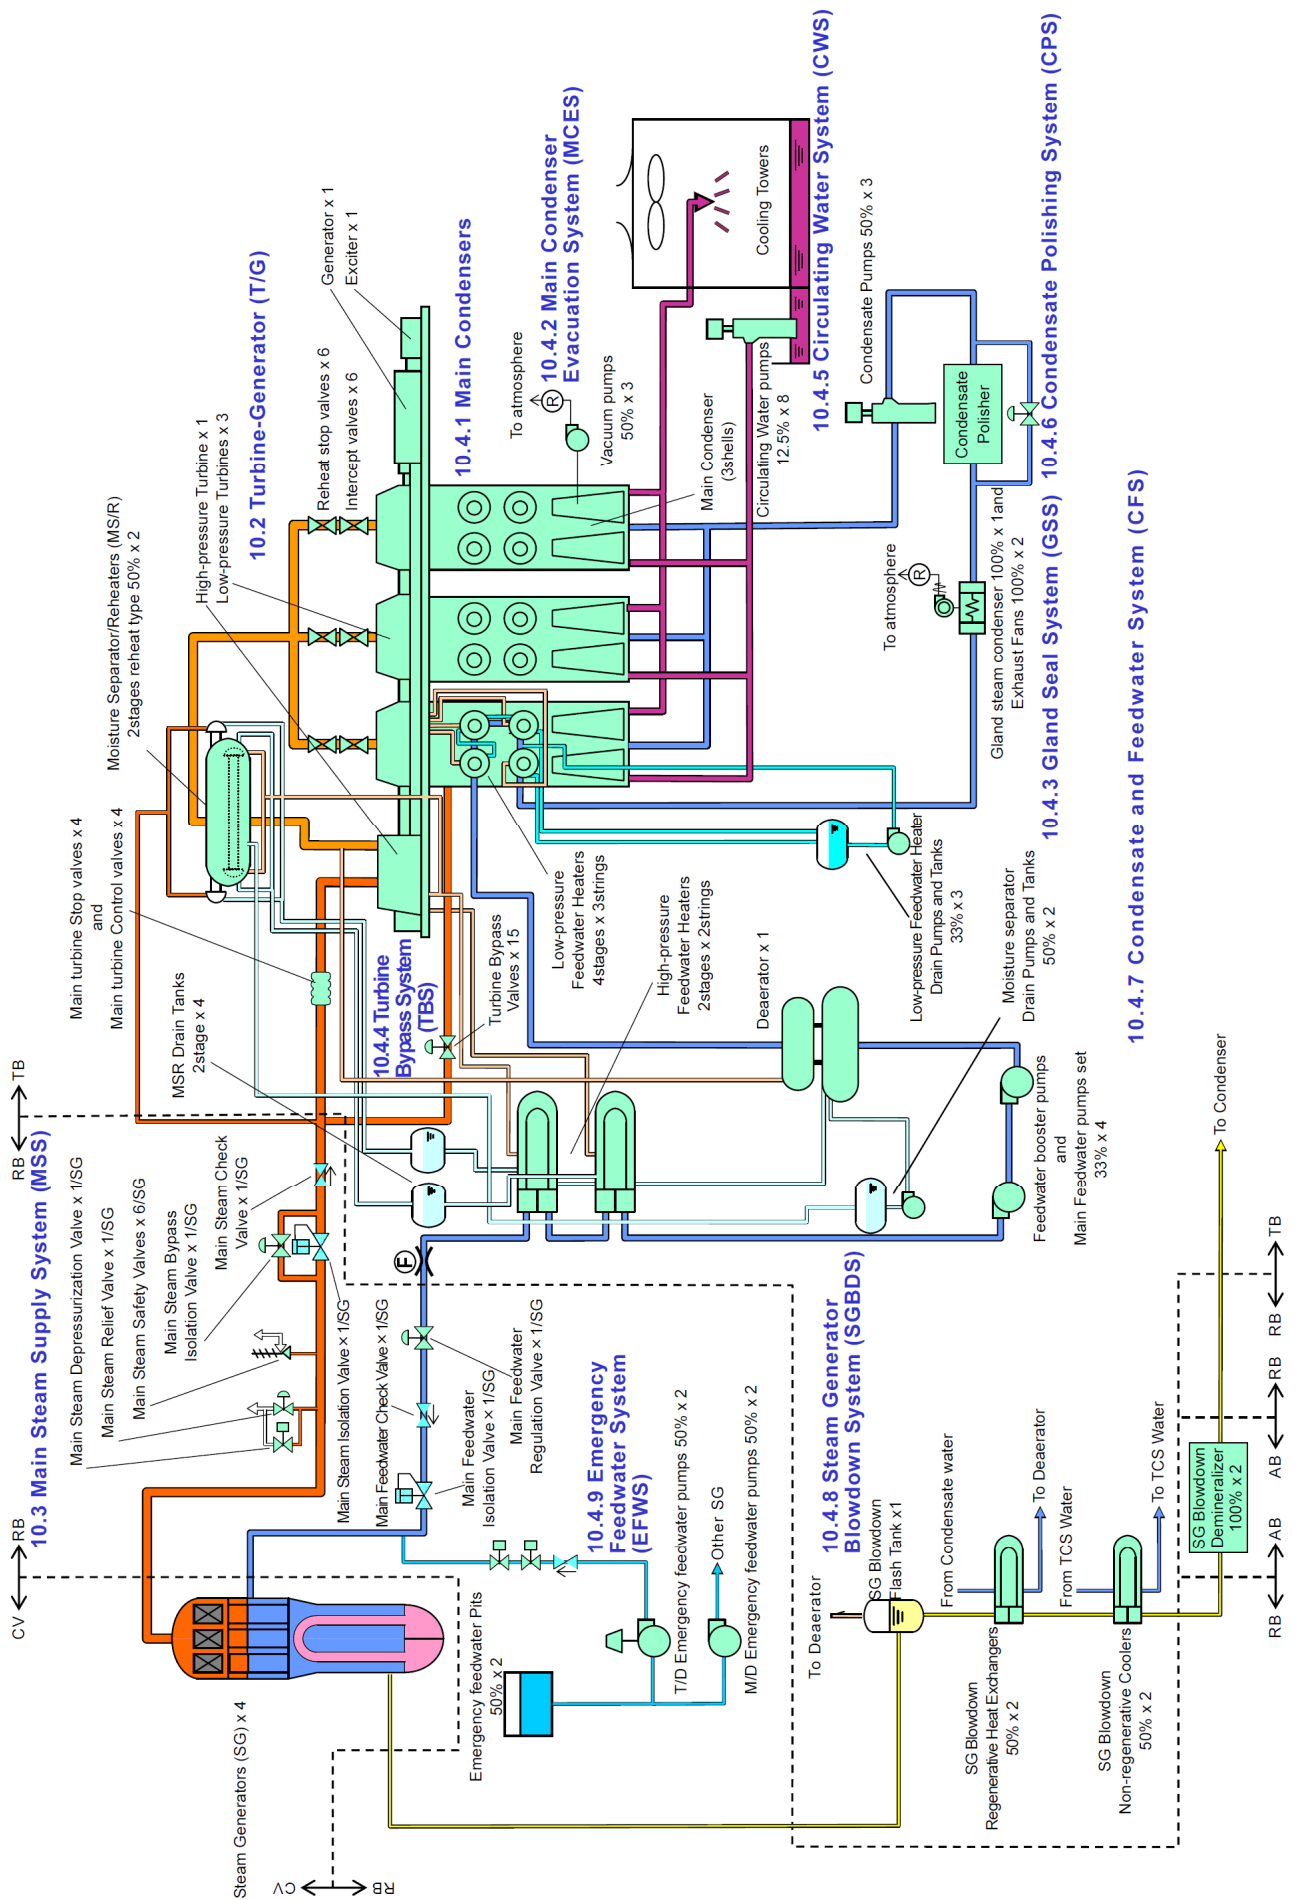 CV
RB
RB
TB
10.3 Main Steam Supply System (MSS)
Main Steam Depressurization Valve × 1/SG
Main Steam Relief Valve × 1/SG
Main Steam Safety Valves × 6/SG
Main Steam Bypass
Isolation Valve × 1/SG
Main Steam Check
Valve × 1/SG
Main turbine Stop valves x 4
and
Main turbine Control valves x 4
Moisture Separator/Reheaters (MS/R)
2stages reheat type 50% x 2
High-pressure Turbine x 1
Low-pressure Turbines x 3
10.2 Turbine-Generator (T/G)
Reheat stop valves x 6
Intercept valves x 6
Generator x 1
Exciter x 1
Steam Generators (SG) x 4
CV
RB
Main Steam Isolation Valve × 1/SG
Main Feedwater Check Valve × 1/SG
Main Feedwater
Isolation Valve × 1/SG
Main Feedwater
Regulation Valve × 1/SG
F
MSR Drain Tanks
2stage x 4
10.4.4 Turbine
Bypass System
(TBS)
Turbine Bypass
Valves x 15
Low-pressure
Feedwater Heaters
4stages x 3strings
High-pressure
Feedwater Heaters
2stages x 2strings
10.4.1 Main Condensers
10.4.2 Main Condenser
Evacuation System (MCES)
To atmosphere
R
Vacuum pumps
50% x 3
Main Condenser
(3shells)
Circulating Water pumps
12.5% x 8
Cooling Towers
10.4.5 Circulating Water System (CWS)
Emergency feedwater Pits
50% x 2
10.4.9 Emergency
Feedwater System
(EFWS)
T/D Emergency feedwater pumps 50% x 2
Other SG
M/D Emergency feedwater pumps 50% x 2
Deaerator x 1
Low-pressure Feedwater Heater
Drain Pumps and Tanks
33% x 3
Moisture separator
Drain Pumps and Tanks
50% x 2
Condensate Pumps 50% x 3
Condensate
Polisher
To atmosphere
R
Gland steam condenser 100% x 1and
Exhaust Fans 100% x 2
10.4.3 Gland Seal System (GSS)
10.4.6 Condensate Polishing System (CPS)
Feedwater booster pumps
and
Main Feedwater pumps set
33% x 4
10.4.7 Condensate and Feedwater System (CFS)
10.4.8 Steam Generator
Blowdown System (SGBDS)
To Deaerator
SG Blowdown
Flash Tank x1
From Condensate water
To Deaerator
From TCS Water
To TCS Water
SG Blowdown
Regenerative Heat Exchangers
50% x 2
SG Blowdown
Non-regenerative Coolers
50% x 2
SG Blowdown
Demineralizer
100% x 2
To Condenser
RB
AB
AB
RB
RB
TB